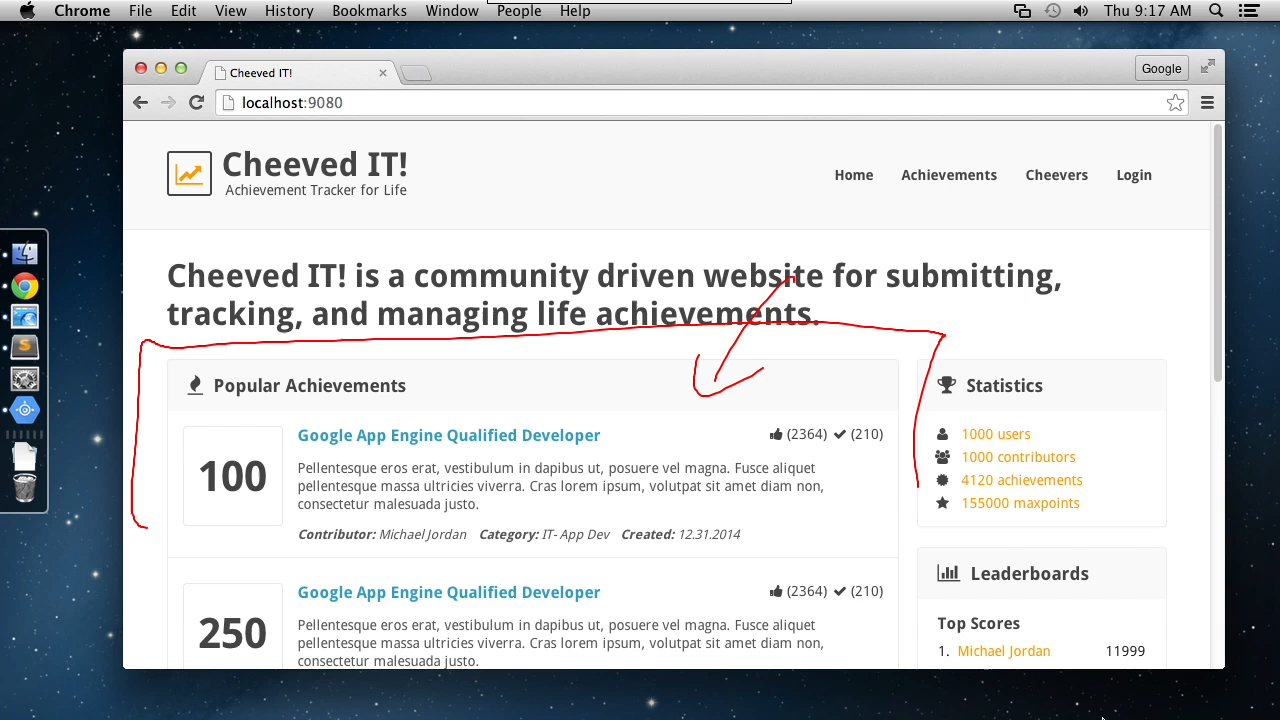 Chrome File Edit View History Bookmarks Window People Help Thu 9:17 AM
Cheeved IT!
Google
localhost:9080
Cheeved IT!
Achievement Tracker for Life
Home Achievements Cheevers Login
Cheeved IT! is a community driven website for submitting,
tracking, and managing life achievements.
Popular Achievements
100
Google App Engine Qualified Developer (2364) (210)
Pellentesque eros erat, vestibulum in dapibus ut, posuere vel magna. Fusce aliquet
pellentesque massa ultricies viverra. Cras lorem ipsum, volutpat sit amet diam non,
consectetur malesuada justo.
Contributor: Michael Jordan Category: IT- App Dev Created: 12.31.2014
250
Google App Engine Qualified Developer (2364) (210)
Pellentesque eros erat, vestibulum in dapibus ut, posuere vel magna. Fusce aliquet
pellentesque massa ultricies viverra. Cras lorem ipsum, volutpat sit amet diam non,
consectetur malesuada justo.
Statistics
1000 users
1000 contributors
4120 achievements
155000 maxpoints
Leaderboards
Top Scores
1. Michael Jordan 11999